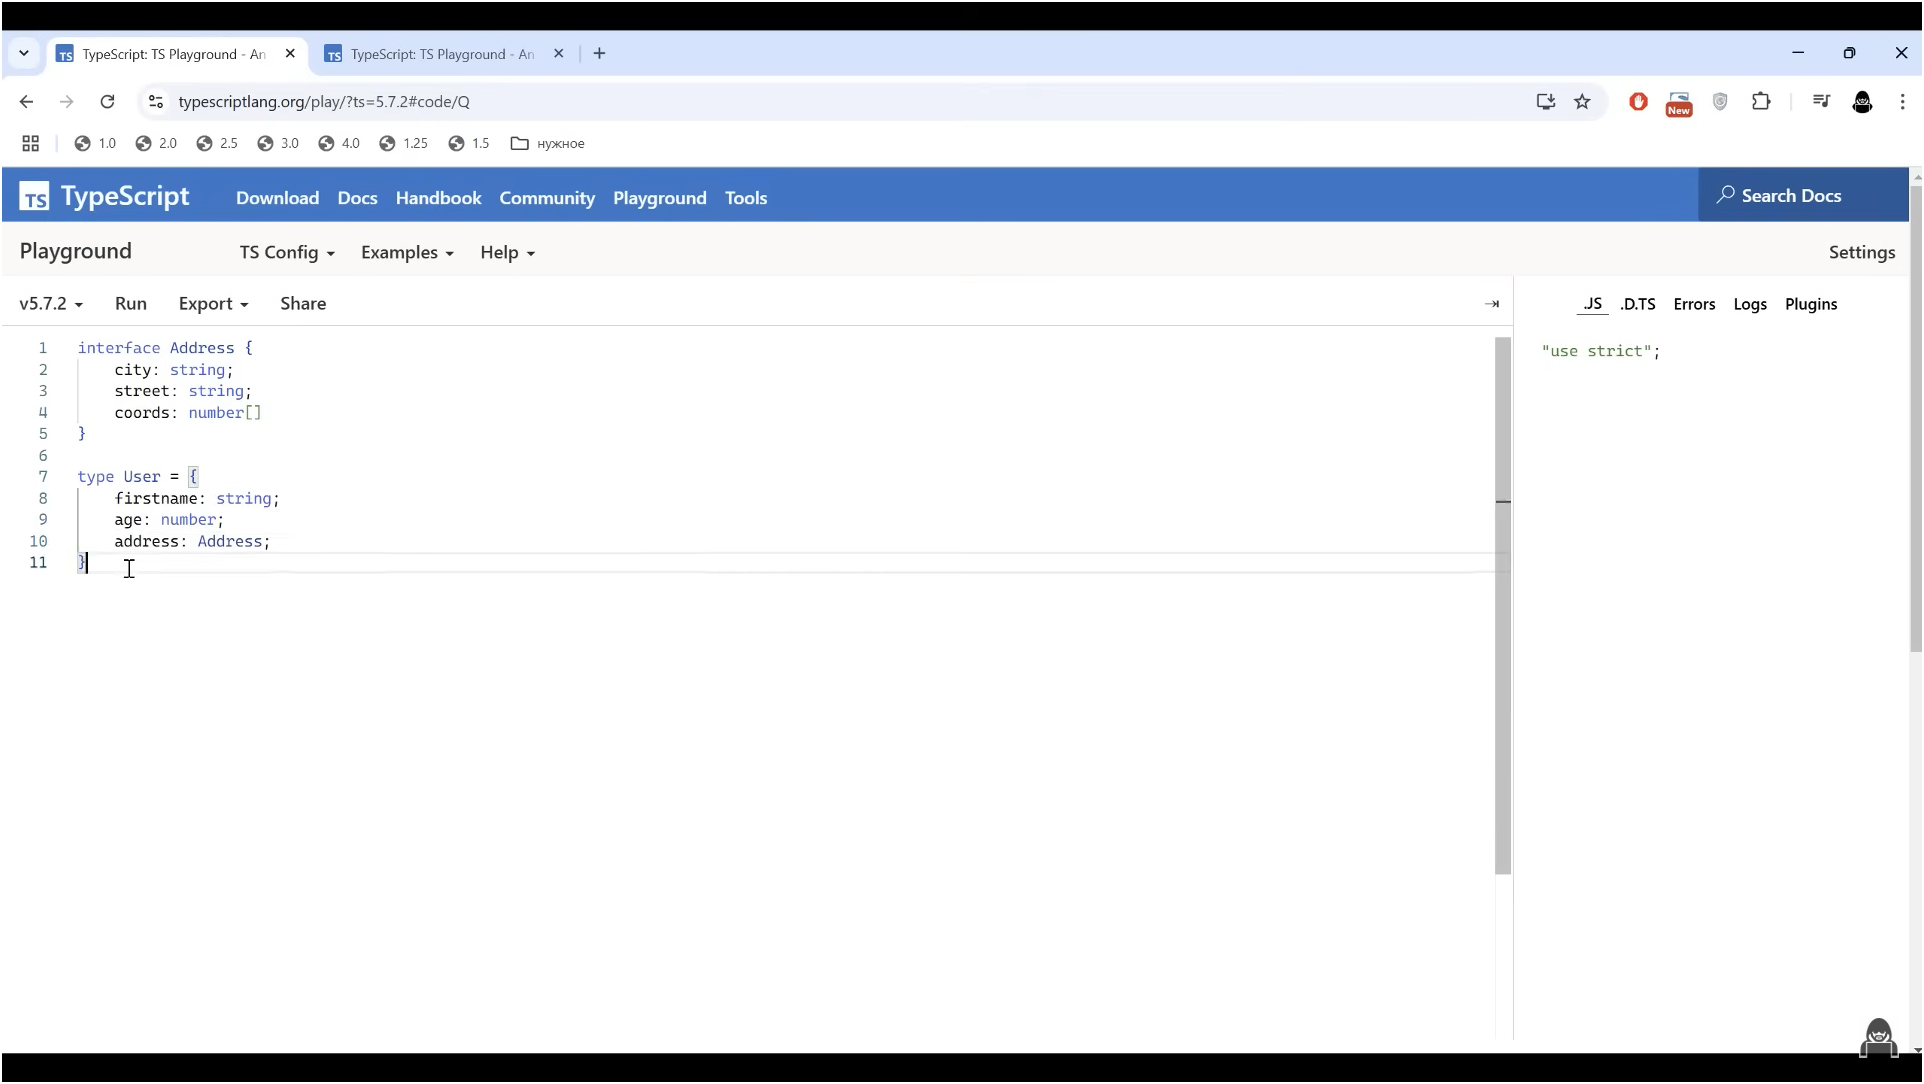 TypeScript: TS Playground - An
TypeScript: TS Playground - An
typescriptlang.org/play/?ts=5.7.2#code/Q
New
1.0 2.0 2.5 3.0 4.0 1.25 1.5 нужное
TS TypeScript Download Docs Handbook Community Playground Tools Search Docs
Playground TS Config Examples Help Settings
v5.7.2 Run Export Share .JS .D.TS Errors Logs Plugins
1 interface Address {
2 city: string;
3 street: string;
4 coords: number[]
5 }
6
7 type User = {
8 firstname: string;
9 age: number;
10 address: Address;
11 }
"use strict";